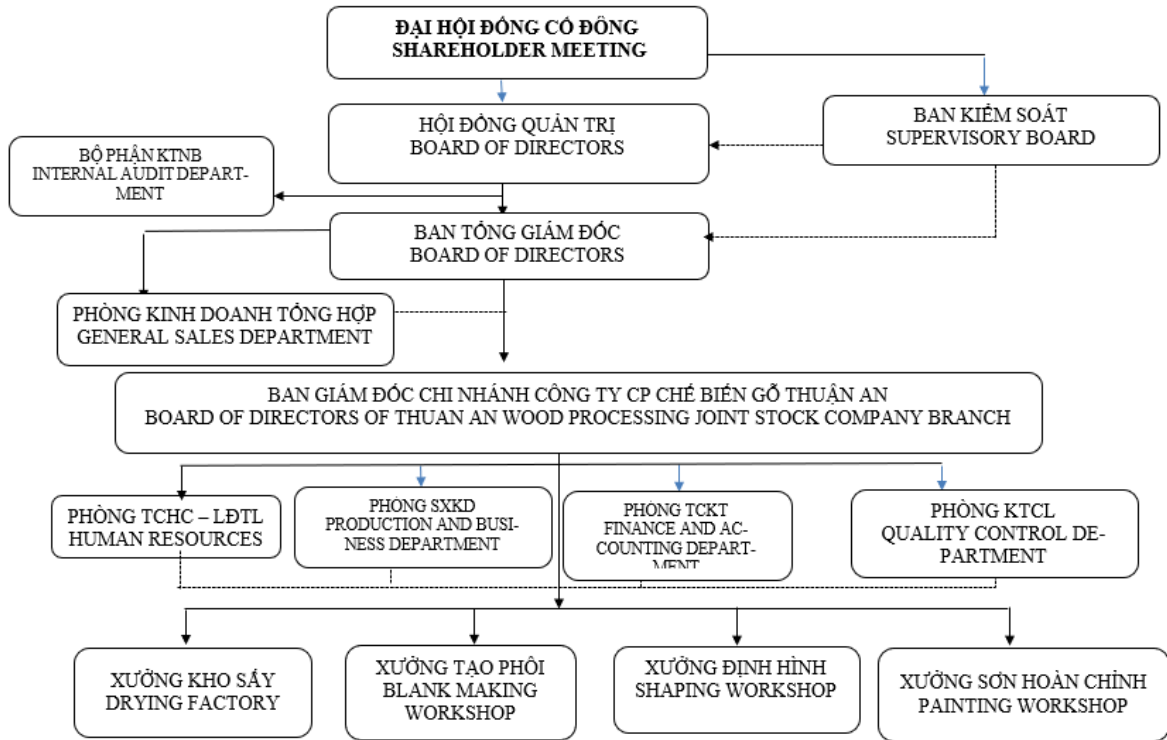 ĐẠI HỘI ĐỒNG CỔ ĐÔNG
SHAREHOLDER MEETING
HỘI ĐỒNG QUẢN TRỊ
BOARD OF DIRECTORS
BAN KIỂM SOÁT
SUPERVISORY BOARD
BỘ PHẬN KTNB
INTERNAL AUDIT DEPART-
MENT
BAN TỔNG GIÁM ĐỐC
BOARD OF DIRECTORS
PHÒNG KINH DOANH TỔNG HỢP
GENERAL SALES DEPARTMENT
BAN GIÁM ĐỐC CHI NHÁNH CÔNG TY CP CHẾ BIẾN GỖ THUẬN AN
BOARD OF DIRECTORS OF THUAN AN WOOD PROCESSING JOINT STOCK COMPANY BRANCH
PHÒNG TCHC – LĐTL
HUMAN RESOURCES
PHÒNG SXKD
PRODUCTION AND BUSI-
NESS DEPARTMENT
PHÒNG TCKT
FINANCE AND AC-
COUNTING DEPART-
MENT
PHÒNG KTCL
QUALITY CONTROL DE-
PARTMENT
XƯỞNG KHO SẤY
DRYING FACTORY
XƯỞNG TẠO PHÔI
BLANK MAKING
WORKSHOP
XƯỞNG ĐỊNH HÌNH
SHAPING WORKSHOP
XƯỞNG SƠN HOÀN CHỈNH
PAINTING WORKSHOP